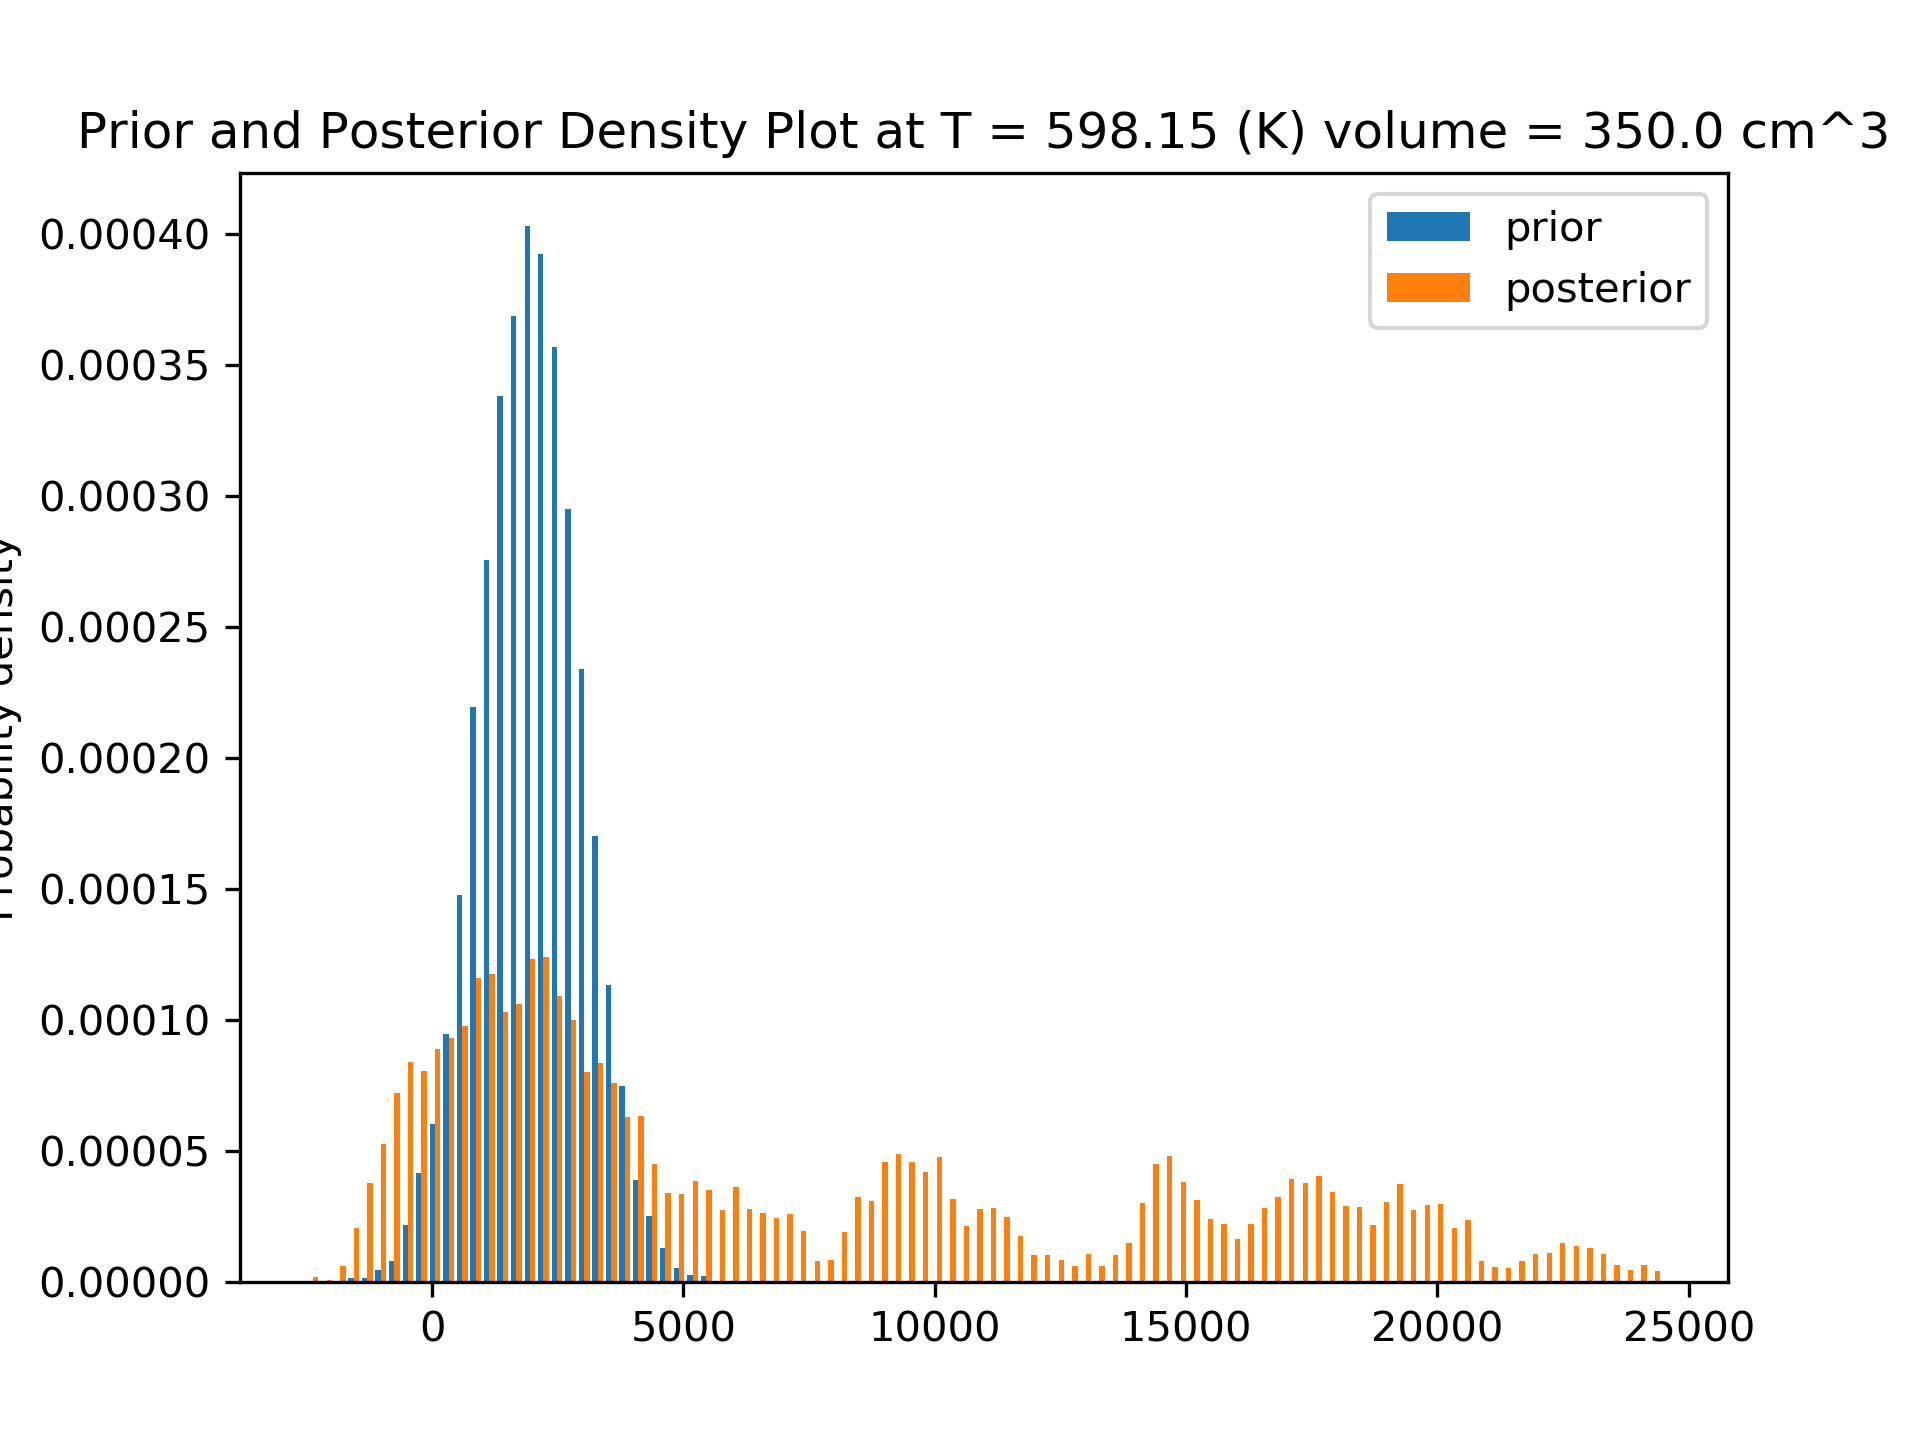 Prior and Posterior Density Plot at T = 598.15 (K) volume = 350.0 cm^3
prior
posterior
0.00040
0.00035
0.00030
0.00025
0.00020
0.00015
0.00010
0.00005
0.00000
Probability density
0 5000 10000 15000 20000 25000